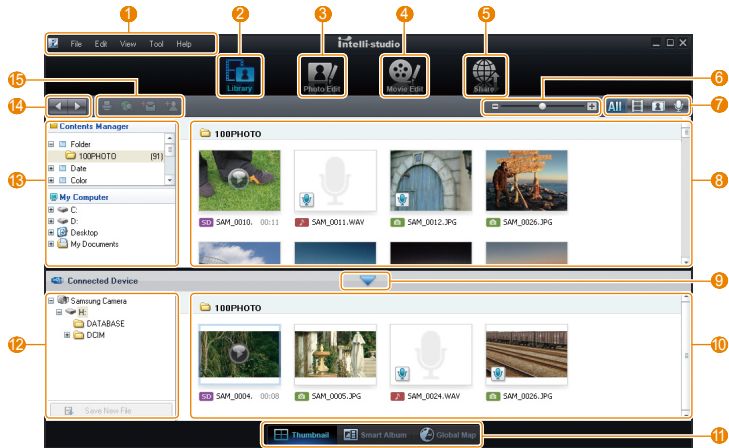 1
2
3
4
5
File Edit View Tool Help
intelli-studio
Library
Photo Edit
Movie Edit
Share
6
15
14
All
7
Contents Manager
Folder
100PHOTO (91)
Date
Color
13
My Computer
C:
D:
Desktop
My Documents
100PHOTO
SD SAM_0010. 00:11
SAM_0011.WAV
SAM_0012.JPG
SAM_0026.JPG
8
Connected Device
9
Samsung Camera
H:
DATABASE
DCIM
12
Save New File
100PHOTO
SD SAM_0004. 00:08
SAM_0005.JPG
SAM_0024.WAV
SAM_0026.JPG
10
Thumbnail
Smart Album
Global Map
11